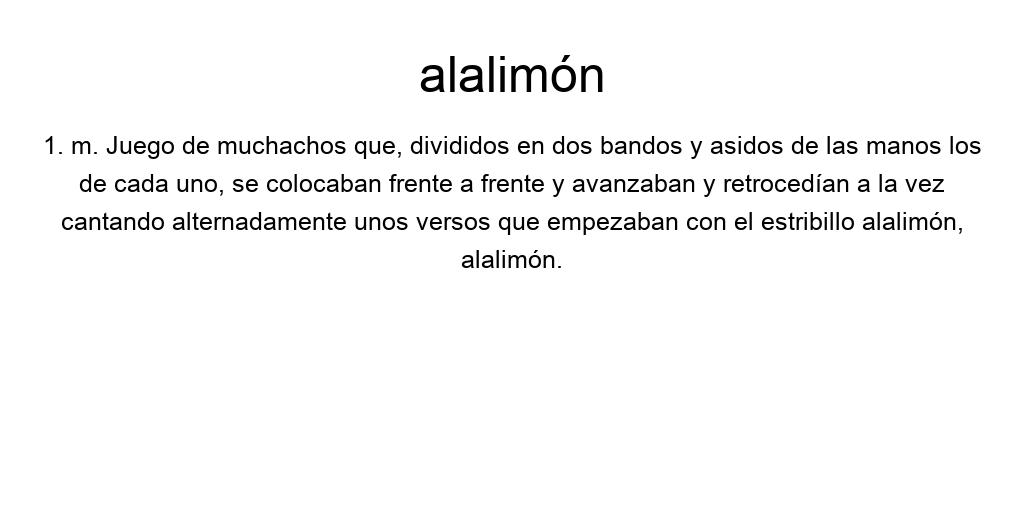 alalimón
1. m. Juego de muchachos que, divididos en dos bandos y asidos de las manos los
de cada uno, se colocaban frente a frente y avanzaban y retrocedían a la vez
cantando alternadamente unos versos que empezaban con el estribillo alalimón,
alalimón.